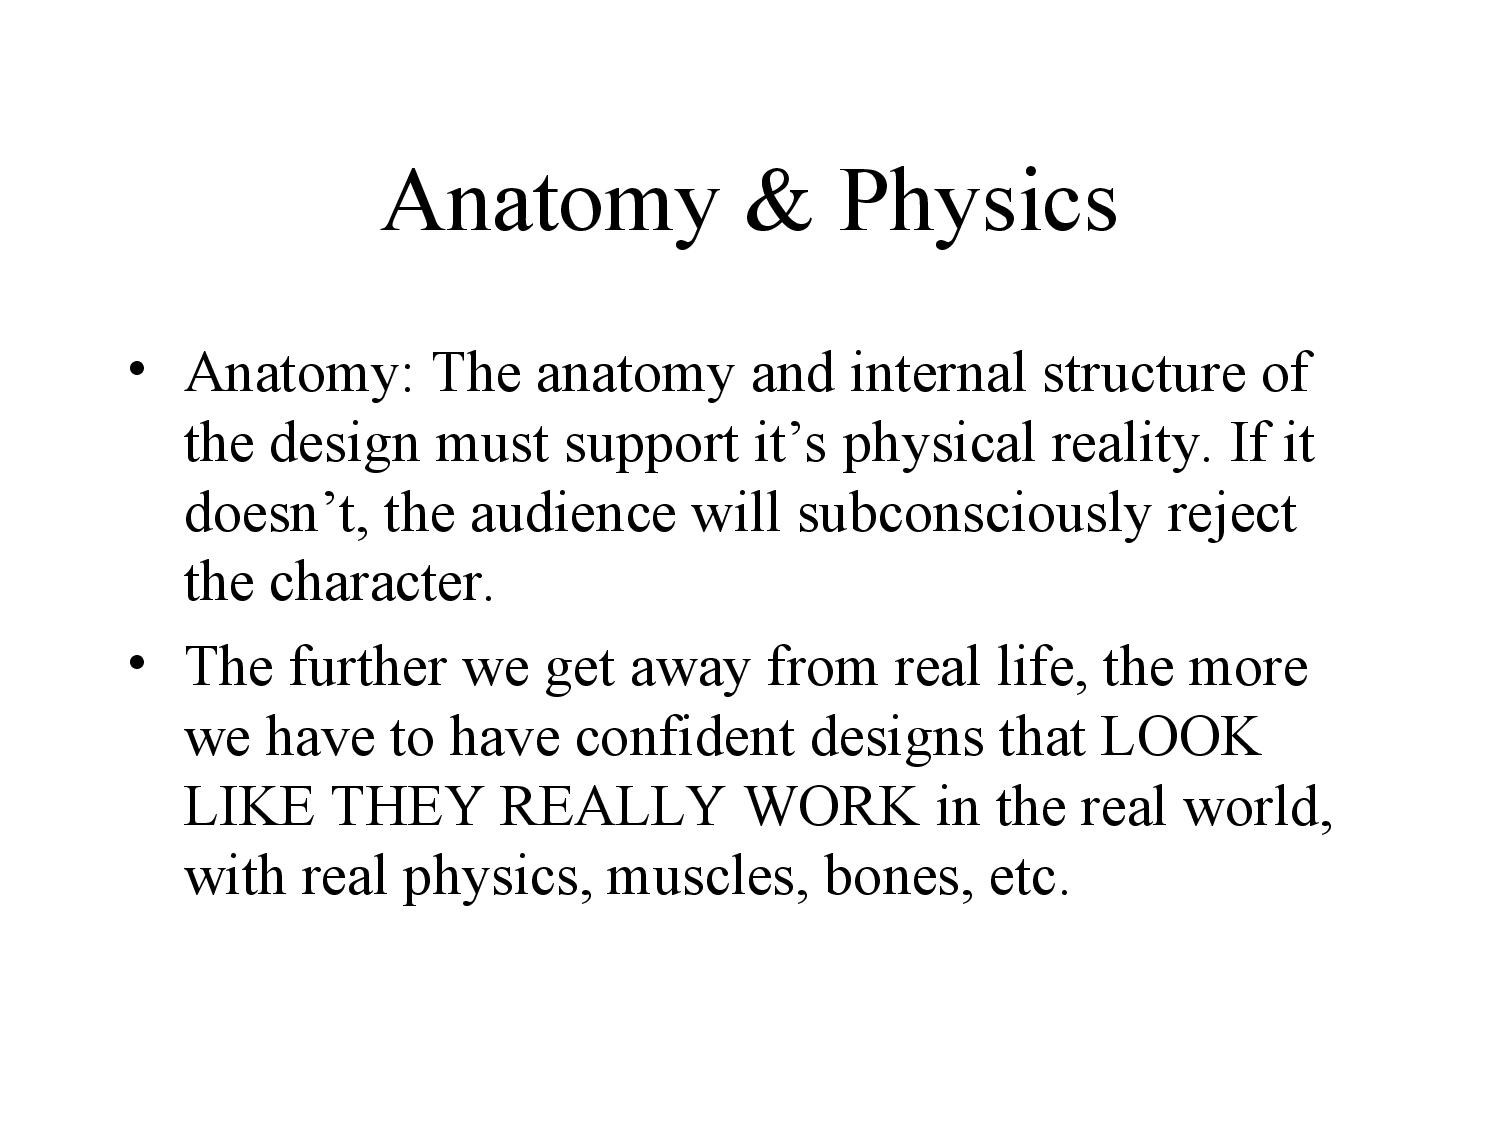 Anatomy & Physics
• Anatomy: The anatomy and internal structure of
the design must support it’s physical reality. If it
doesn’t, the audience will subconsciously reject
the character.
• The further we get away from real life, the more
we have to have confident designs that LOOK
LIKE THEY REALLY WORK in the real world,
with real physics, muscles, bones, etc.